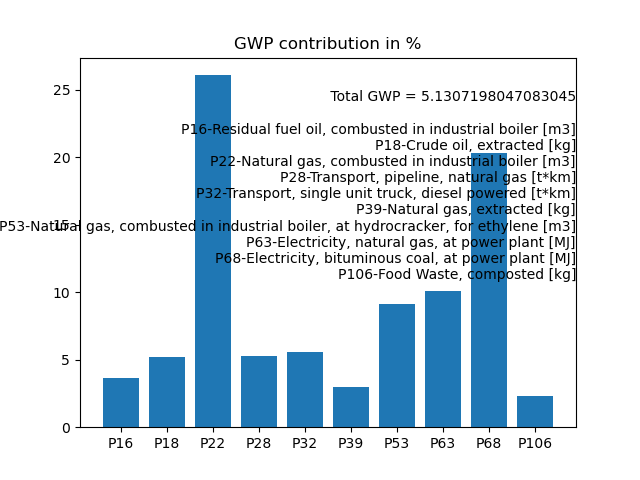 GWP contribution in %
Total GWP = 5.1307198047083045
P16-Residual fuel oil, combusted in industrial boiler [m3]
P18-Crude oil, extracted [kg]
P22-Natural gas, combusted in industrial boiler [m3]
P28-Transport, pipeline, natural gas [t*km]
P32-Transport, single unit truck, diesel powered [t*km]
P39-Natural gas, extracted [kg]
P53-Natural gas, combusted in industrial boiler, at hydrocracker, for ethylene [m3]
P63-Electricity, natural gas, at power plant [MJ]
P68-Electricity, bituminous coal, at power plant [MJ]
P106-Food Waste, composted [kg]
25
20
15
10
5
0
P16 P18 P22 P28 P32 P39 P53 P63 P68 P106